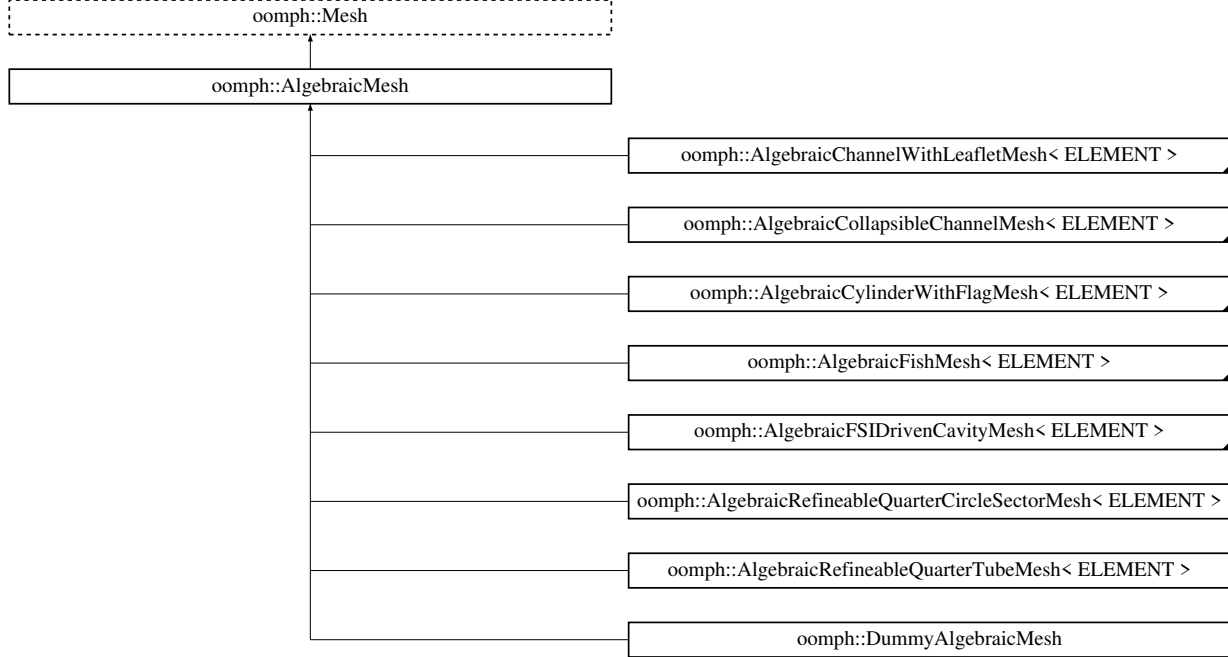 oomph::Mesh
oomph::AlgebraicMesh
oomph::AlgebraicChannelWithLeafletMesh< ELEMENT >
oomph::AlgebraicCollapsibleChannelMesh< ELEMENT >
oomph::AlgebraicCylinderWithFlagMesh< ELEMENT >
oomph::AlgebraicFishMesh< ELEMENT >
oomph::AlgebraicFSIDrivenCavityMesh< ELEMENT >
oomph::AlgebraicRefineableQuarterCircleSectorMesh< ELEMENT >
oomph::AlgebraicRefineableQuarterTubeMesh< ELEMENT >
oomph::DummyAlgebraicMesh